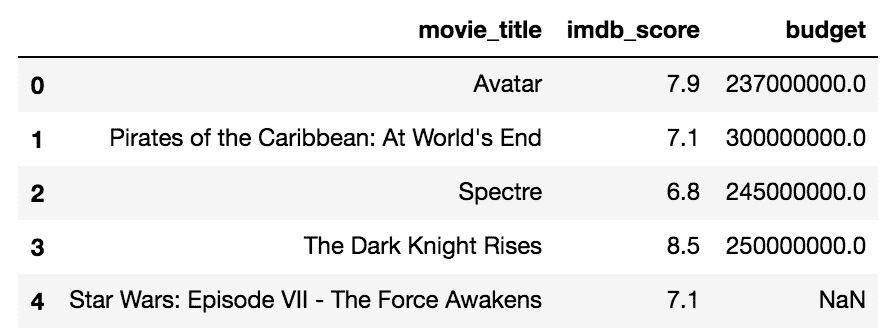 movie_title imdb_score budget
0 Avatar 7.9 237000000.0
1 Pirates of the Caribbean: At World's End 7.1 300000000.0
2 Spectre 6.8 245000000.0
3 The Dark Knight Rises 8.5 250000000.0
4 Star Wars: Episode VII - The Force Awakens 7.1 NaN